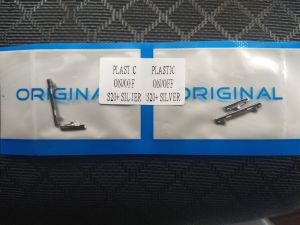 PLAST C
ON/OFF
S20+ SILVER
PLASTIC
ON/OFF
S20+ SILVER
ORIGINAL
ORIGINAL